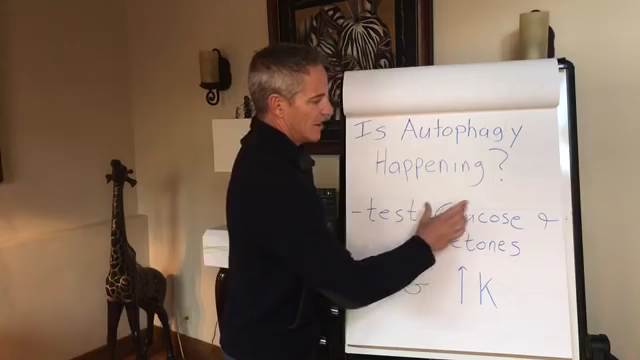 Is Autophagy
Happening?
- test Glucose &
Ketones
G ↑ K